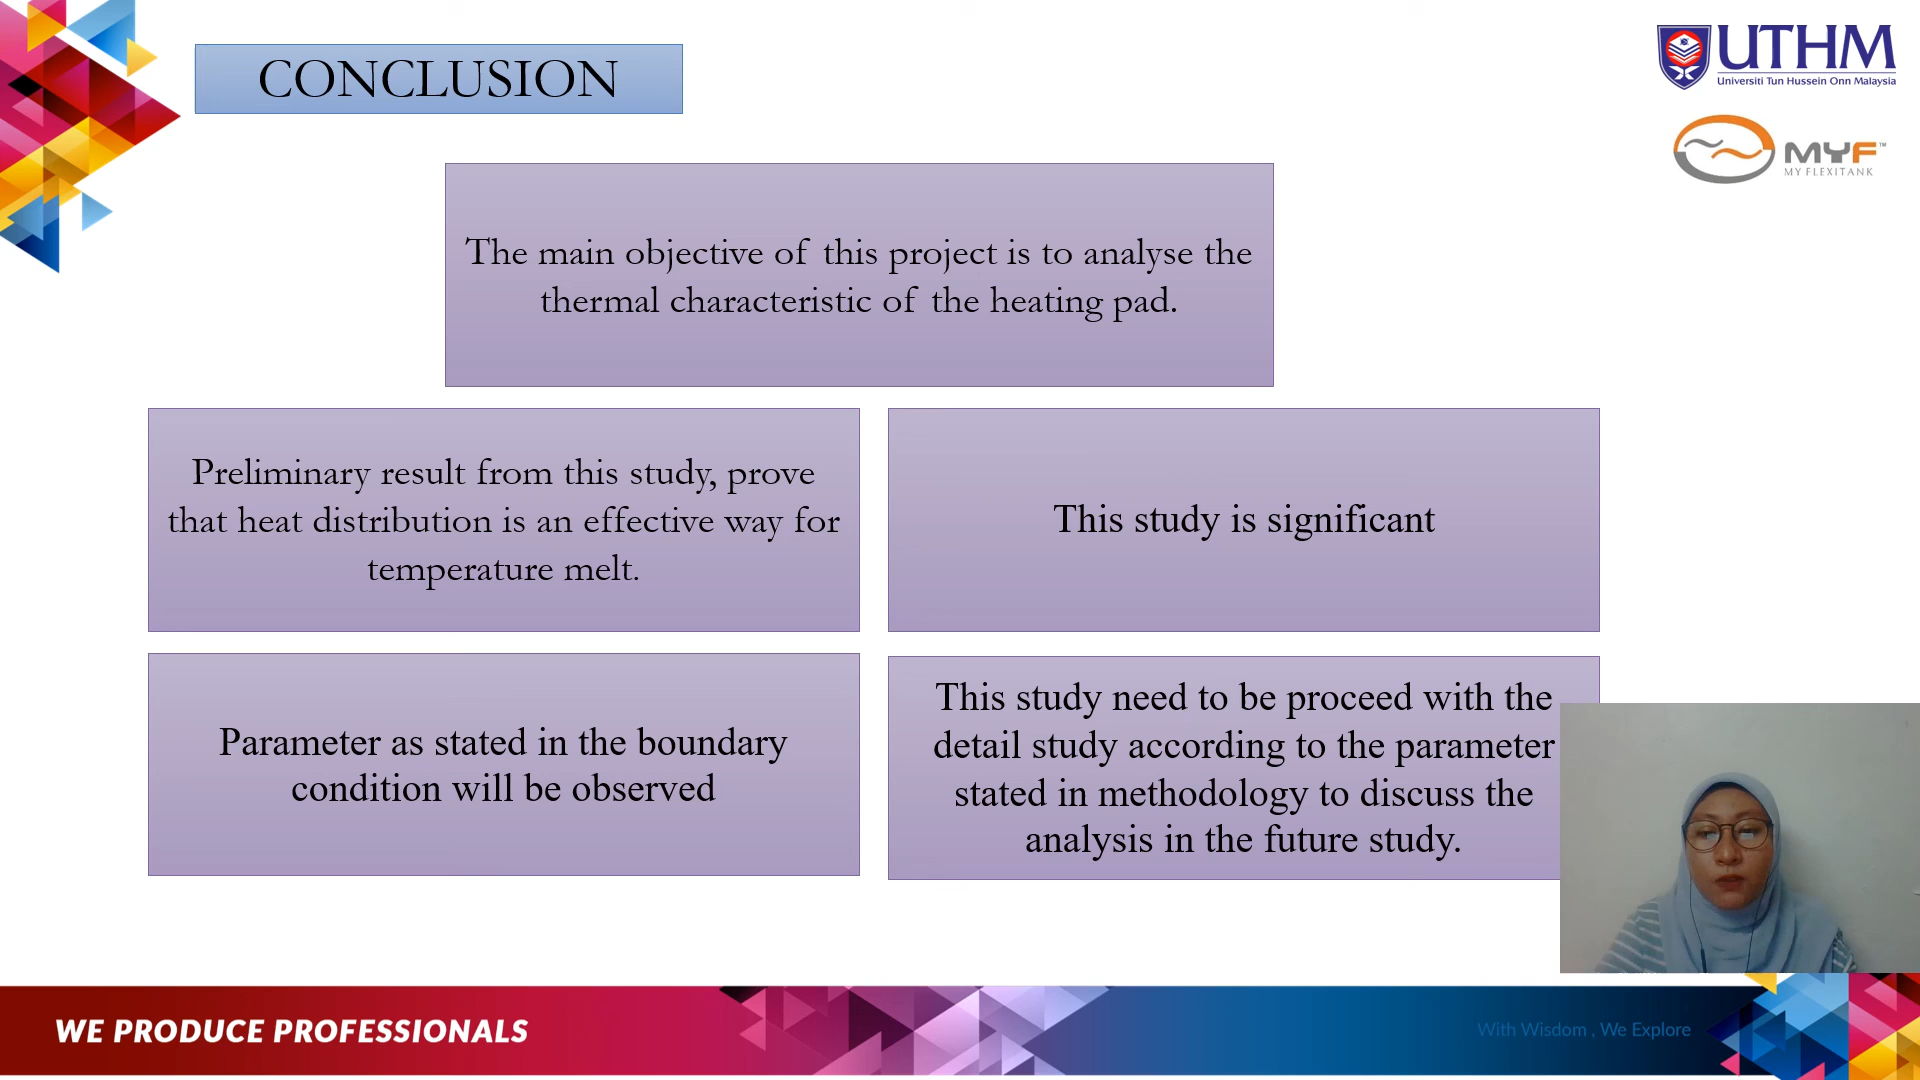 CONCLUSION
UTHM
Universiti Tun Hussein Onn Malaysia
MYF™
MY FLEXITANK
The main objective of this project is to analyse the
thermal characteristic of the heating pad.
Preliminary result from this study, prove
that heat distribution is an effective way for
temperature melt.
This study is significant
Parameter as stated in the boundary
condition will be observed
This study need to be proceed with the
detail study according to the parameter
stated in methodology to discuss the
analysis in the future study.
WE PRODUCE PROFESSIONALS
With Wisdom , We Explore